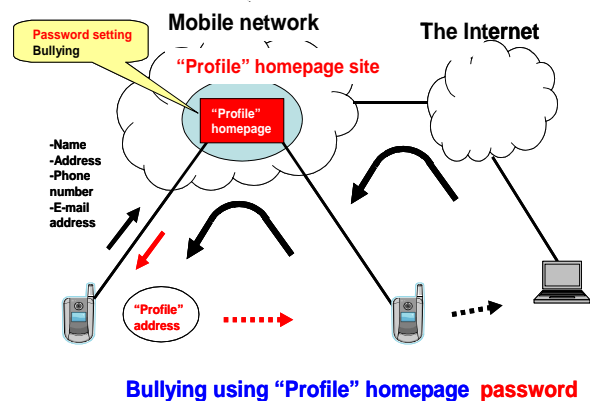 Mobile network
The Internet
Password setting
Bullying
“Profile” homepage site
“Profile”
homepage
-Name
-Address
-Phone
number
-E-mail
address
“Profile”
address
Bullying using “Profile” homepage password